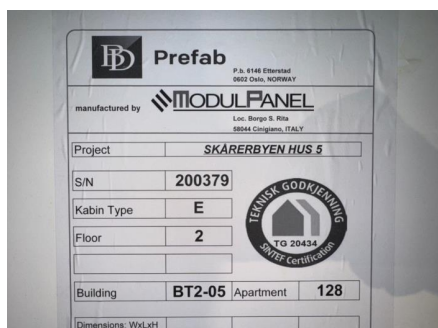 BD Prefab
P.b. 6146 Etterstad
0602 Oslo, NORWAY
manufactured by MODULPANEL
Loc. Borgo S. Rita
58044 Cinigiano, ITALY
Project SKÅRERBYEN HUS 5
S/N 200379
Kabin Type E
Floor 2
TEKNISK GODKJENNING
TG 20434
SINTEF Certification
Building BT2-05 Apartment 128
Dimensions: WxLxH